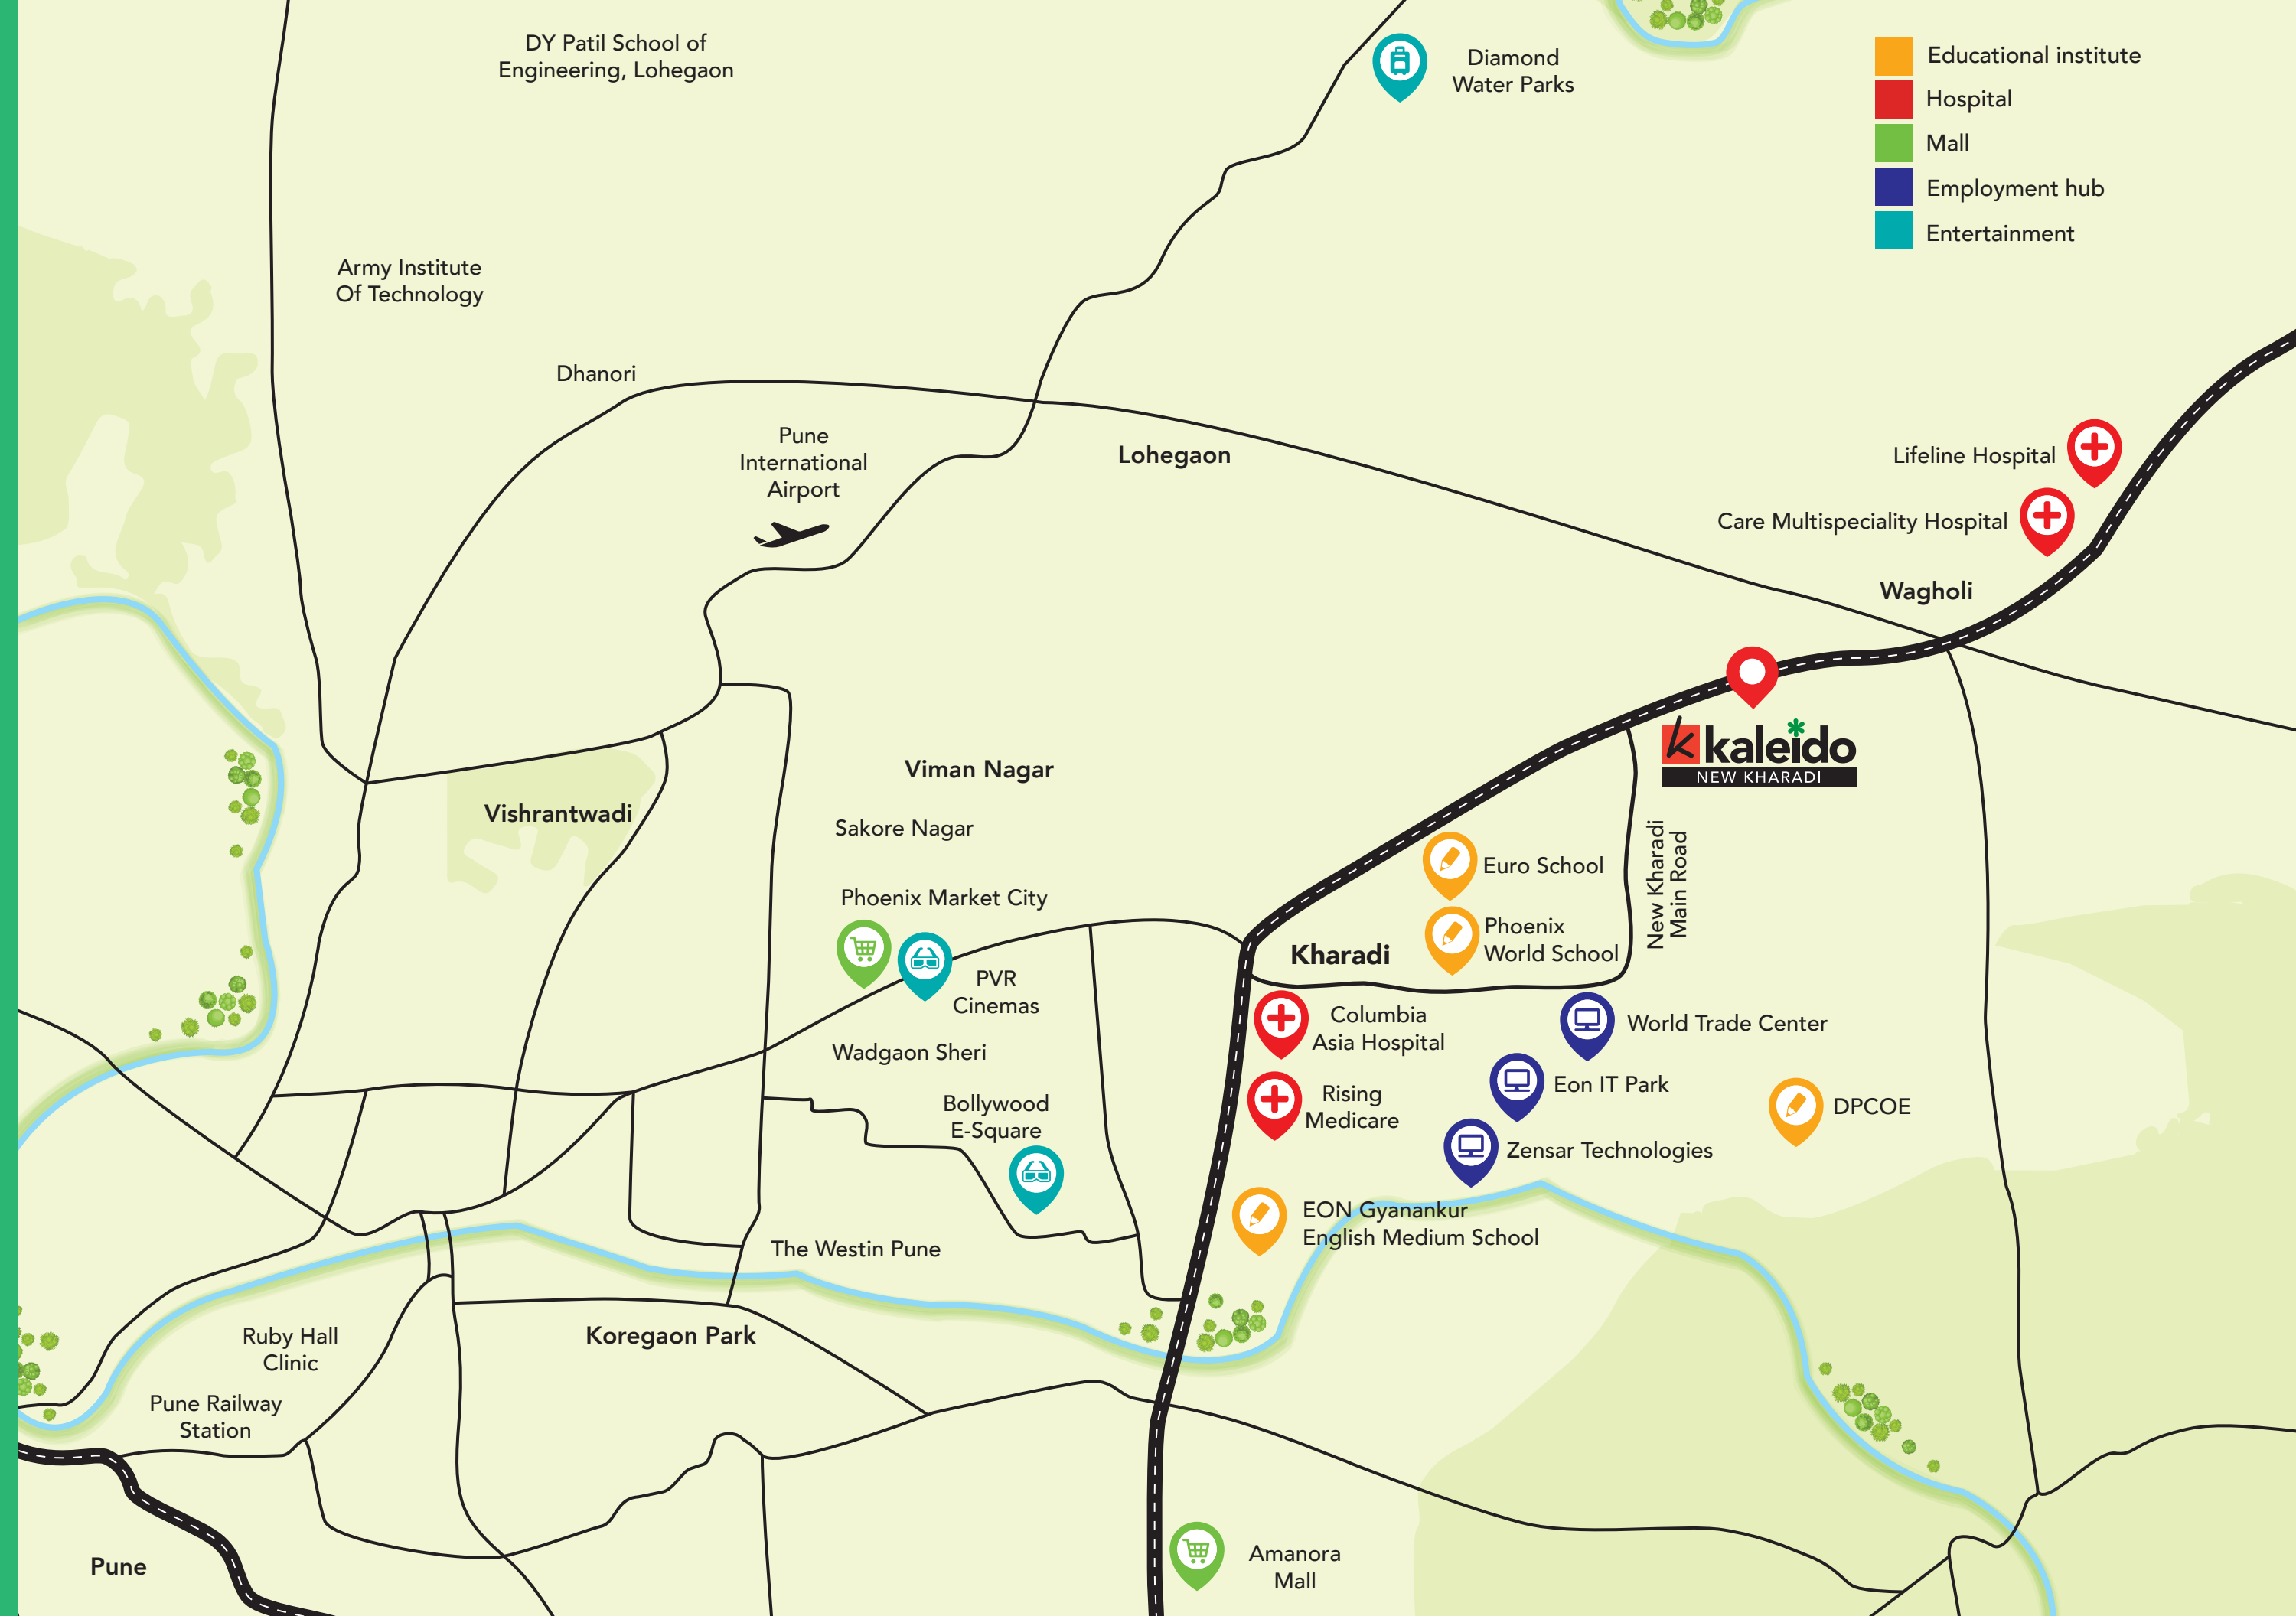 DY Patil School of
Engineering, Lohegaon
Diamond
Water Parks
Educational institute
Hospital
Mall
Employment hub
Entertainment
Army Institute
Of Technology
Dhanori
Pune
International
Airport
Lohegaon
Lifeline Hospital
Care Multispeciality Hospital
Wagholi
k kaleido
NEW KHARADI
Viman Nagar
Vishrantwadi
Sakore Nagar
Phoenix Market City
Euro School
New Kharadi
Main Road
Phoenix
World School
Kharadi
PVR
Cinemas
Columbia
Asia Hospital
World Trade Center
Wadgaon Sheri
Eon IT Park
Bollywood
E-Square
Rising
Medicare
DPCOE
Zensar Technologies
EON Gyanankur
English Medium School
The Westin Pune
Ruby Hall
Clinic
Koregaon Park
Pune Railway
Station
Pune
Amanora
Mall